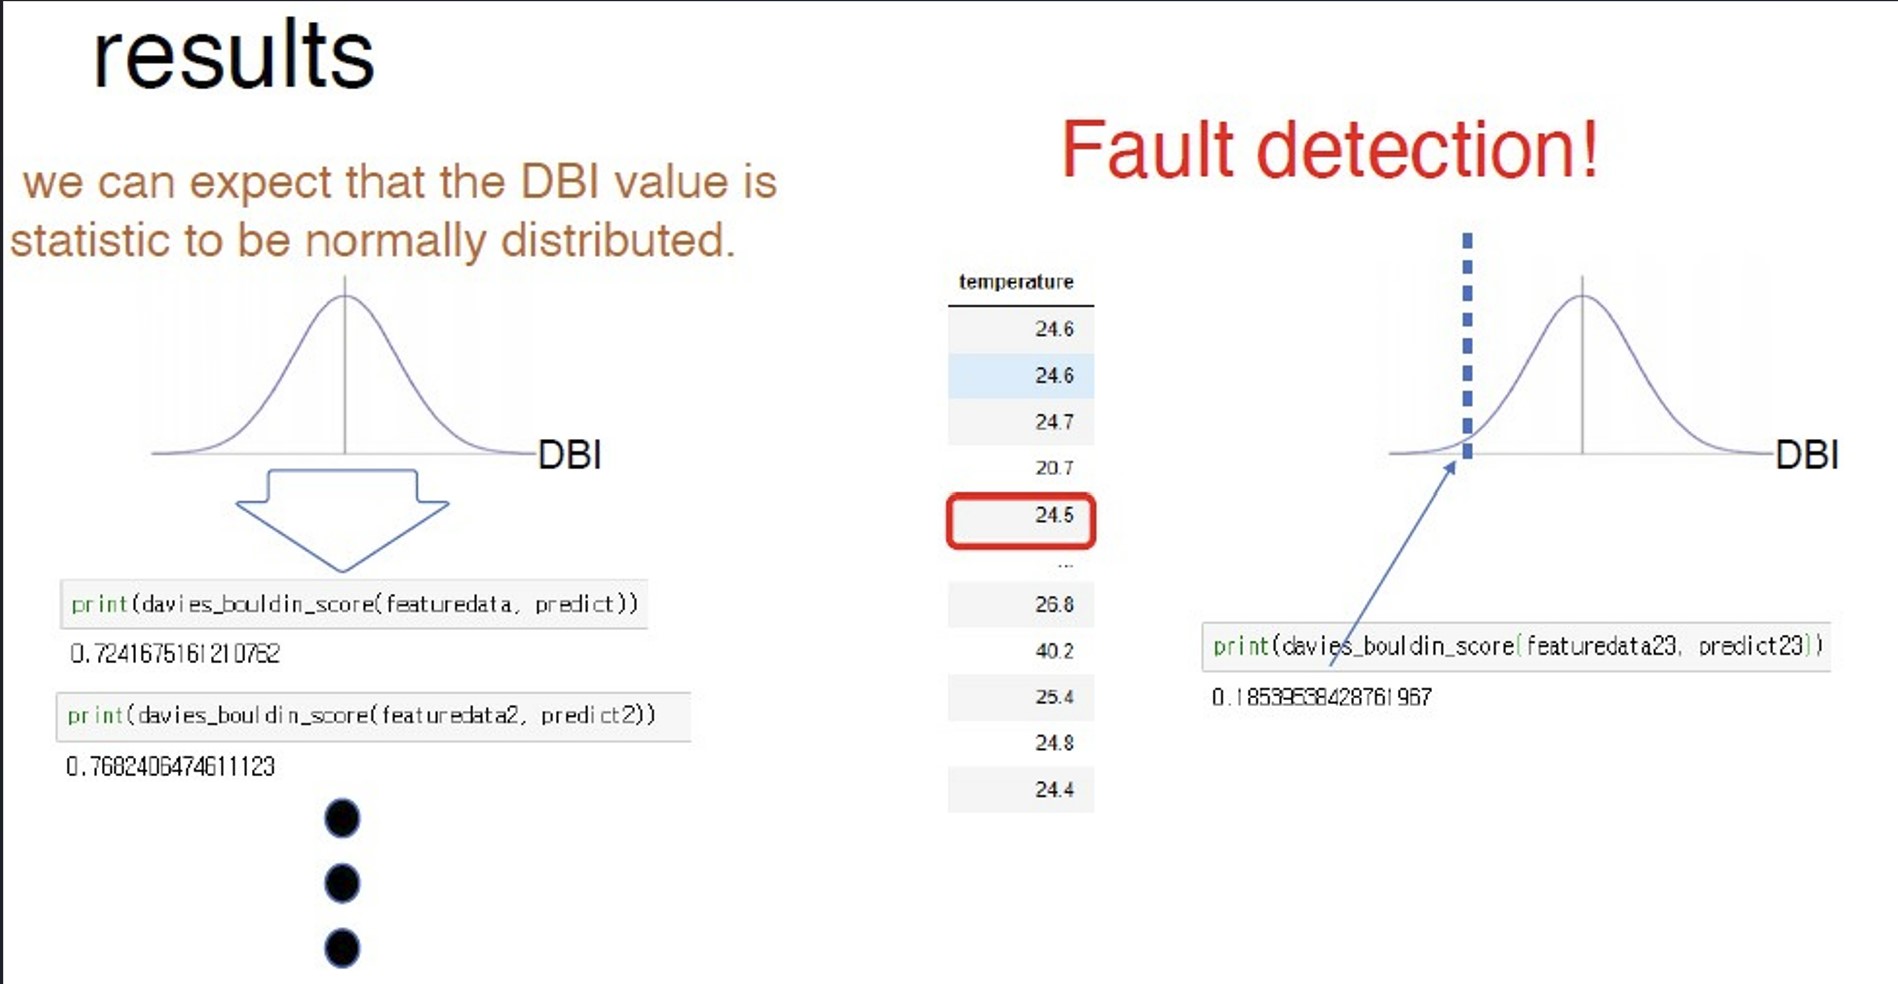 results
we can expect that the DBI value is
statistic to be normally distributed.
DBI
print(davies_bouldin_score(featuredata, predict))
0.7241675161210762
print(davies_bouldin_score(featuredata2, predict2))
0.7682406474611123
Fault detection!
temperature
24.6
24.6
24.7
20.7
24.5
...
26.8
40.2
25.4
24.8
24.4
DBI
print(davies_bouldin_score(featuredata23, predict23))
0.18539538428761967